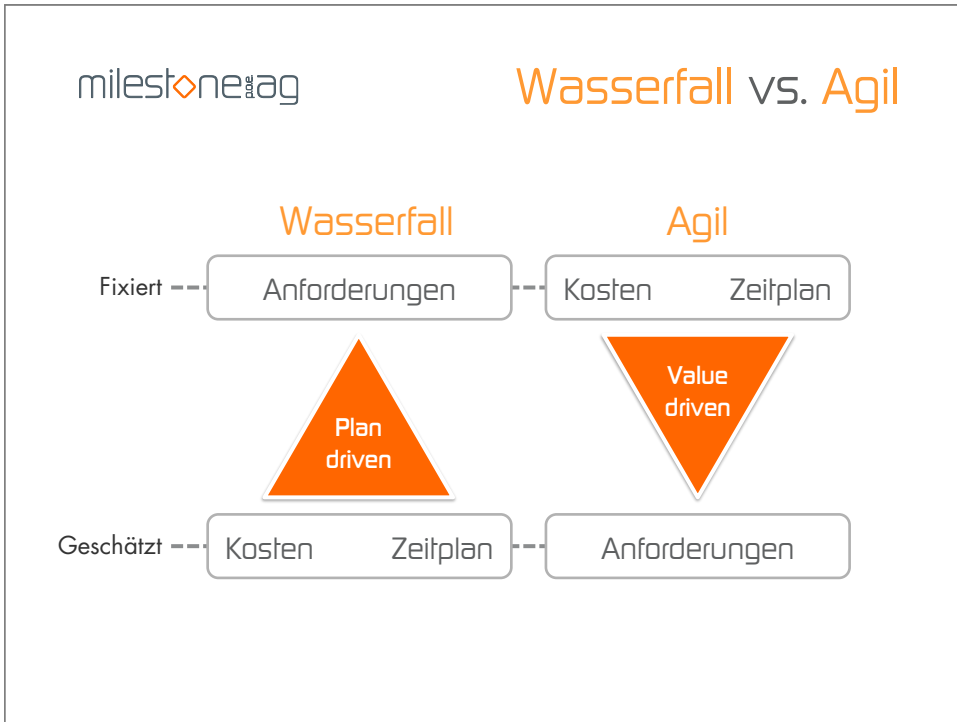 milestone ag
Wasserfall vs. Agil
Wasserfall
Agil
Fixiert
Anforderungen
Kosten Zeitplan
Plan
driven
Value
driven
Geschätzt
Kosten Zeitplan
Anforderungen